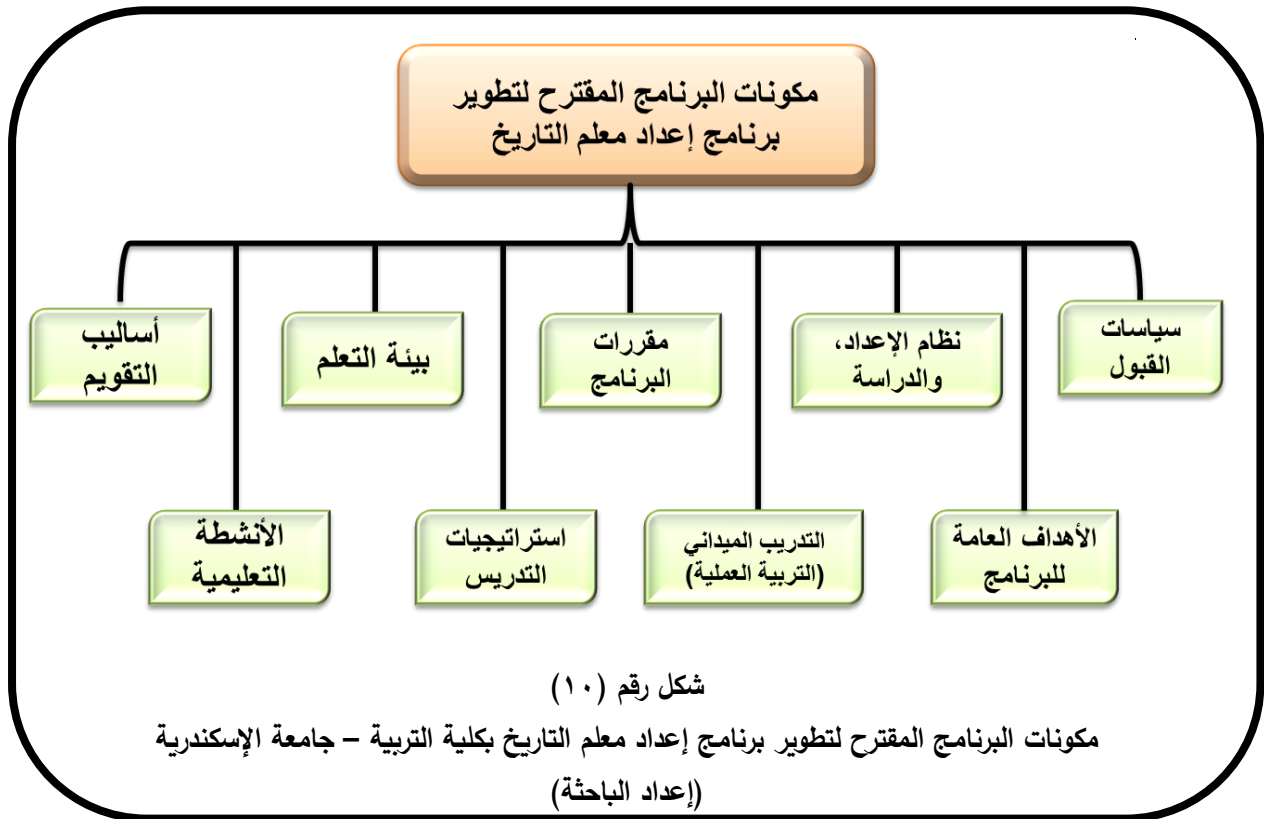 مكونات البرنامج المقترح لتطوير
برنامج إعداد معلم التاريخ
سياسات
القبول
نظام الإعداد،
والدراسة
مقررات
البرنامج
بيئة التعلم
أساليب
التقويم
الأهداف العامة
للبرنامج
التدريب الميداني
(التربية العملية)
استراتيجيات
التدريس
الأنشطة
التعليمية
شكل رقم (١٠)
مكونات البرنامج المقترح لتطوير برنامج إعداد معلم التاريخ بكلية التربية – جامعة الإسكندرية
(إعداد الباحثة)